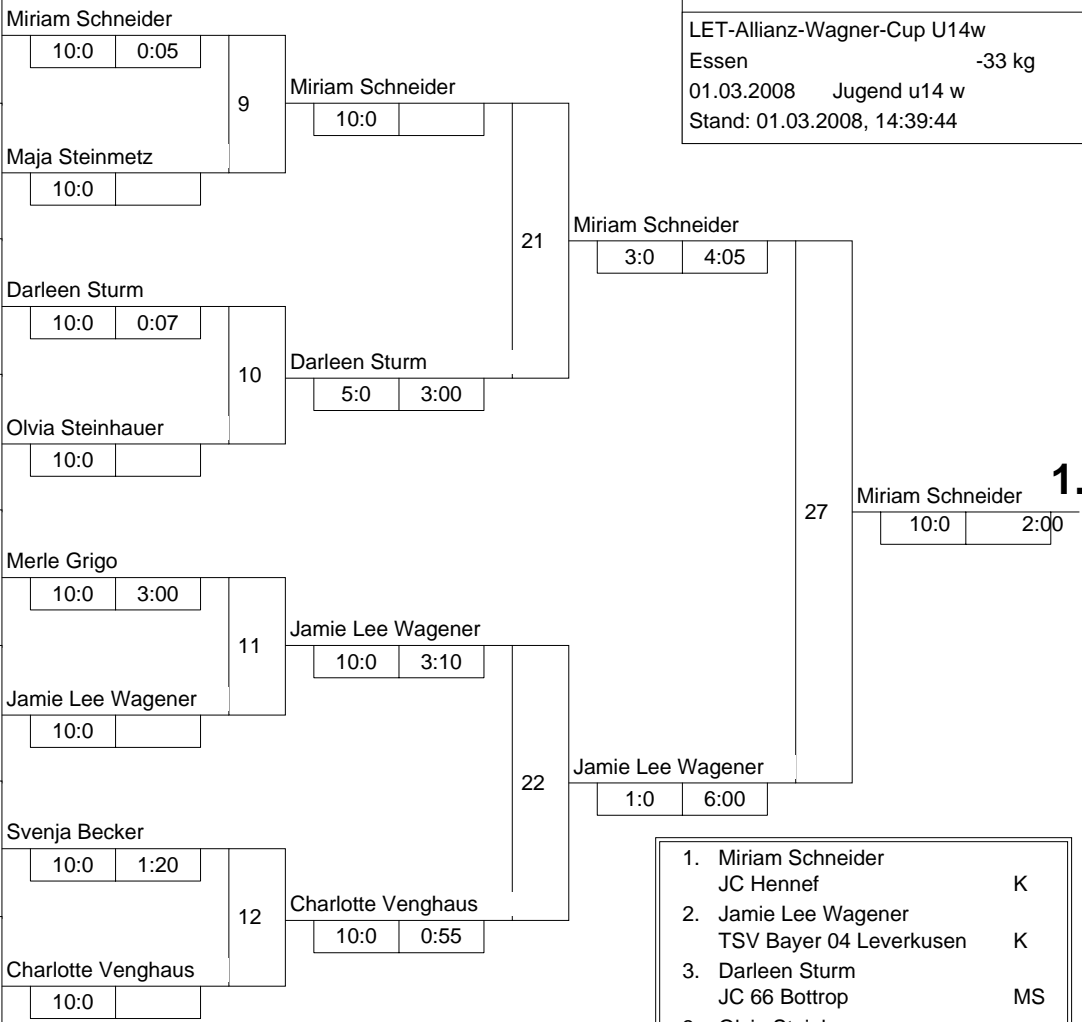 LET-Allianz-Wagner-Cup U14w
Essen -33 kg
01.03.2008 Jugend u14 w
Stand: 01.03.2008, 14:39:44
Miriam Schneider
10:0 0:05
9
Maja Steinmetz
10:0
Miriam Schneider
10:0
21
Darleen Sturm
10:0 0:07
10
Olvia Steinhauer
10:0
Darleen Sturm
5:0 3:00
Miriam Schneider
3:0 4:05
27
Merle Grigo
10:0 3:00
11
Jamie Lee Wagener
10:0
Jamie Lee Wagener
10:0 3:10
22
Svenja Becker
10:0 1:20
12
Charlotte Venghaus
10:0
Charlotte Venghaus
10:0 0:55
Jamie Lee Wagener
1:0 6:00
Miriam Schneider 1.
10:0 2:00
1. Miriam Schneider
JC Hennef K
2. Jamie Lee Wagener
TSV Bayer 04 Leverkusen K
3. Darleen Sturm
JC 66 Bottrop MS